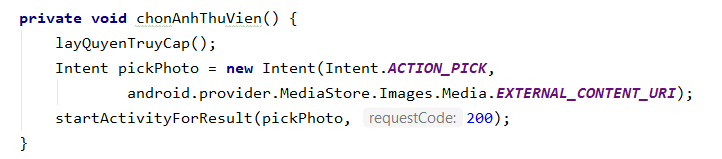 private void chonAnhThuVien() {
layQuyenTruyCap();
Intent pickPhoto = new Intent(Intent.ACTION_PICK,
android.provider.MediaStore.Images.Media.EXTERNAL_CONTENT_URI);
startActivityForResult(pickPhoto, requestCode: 200);
}